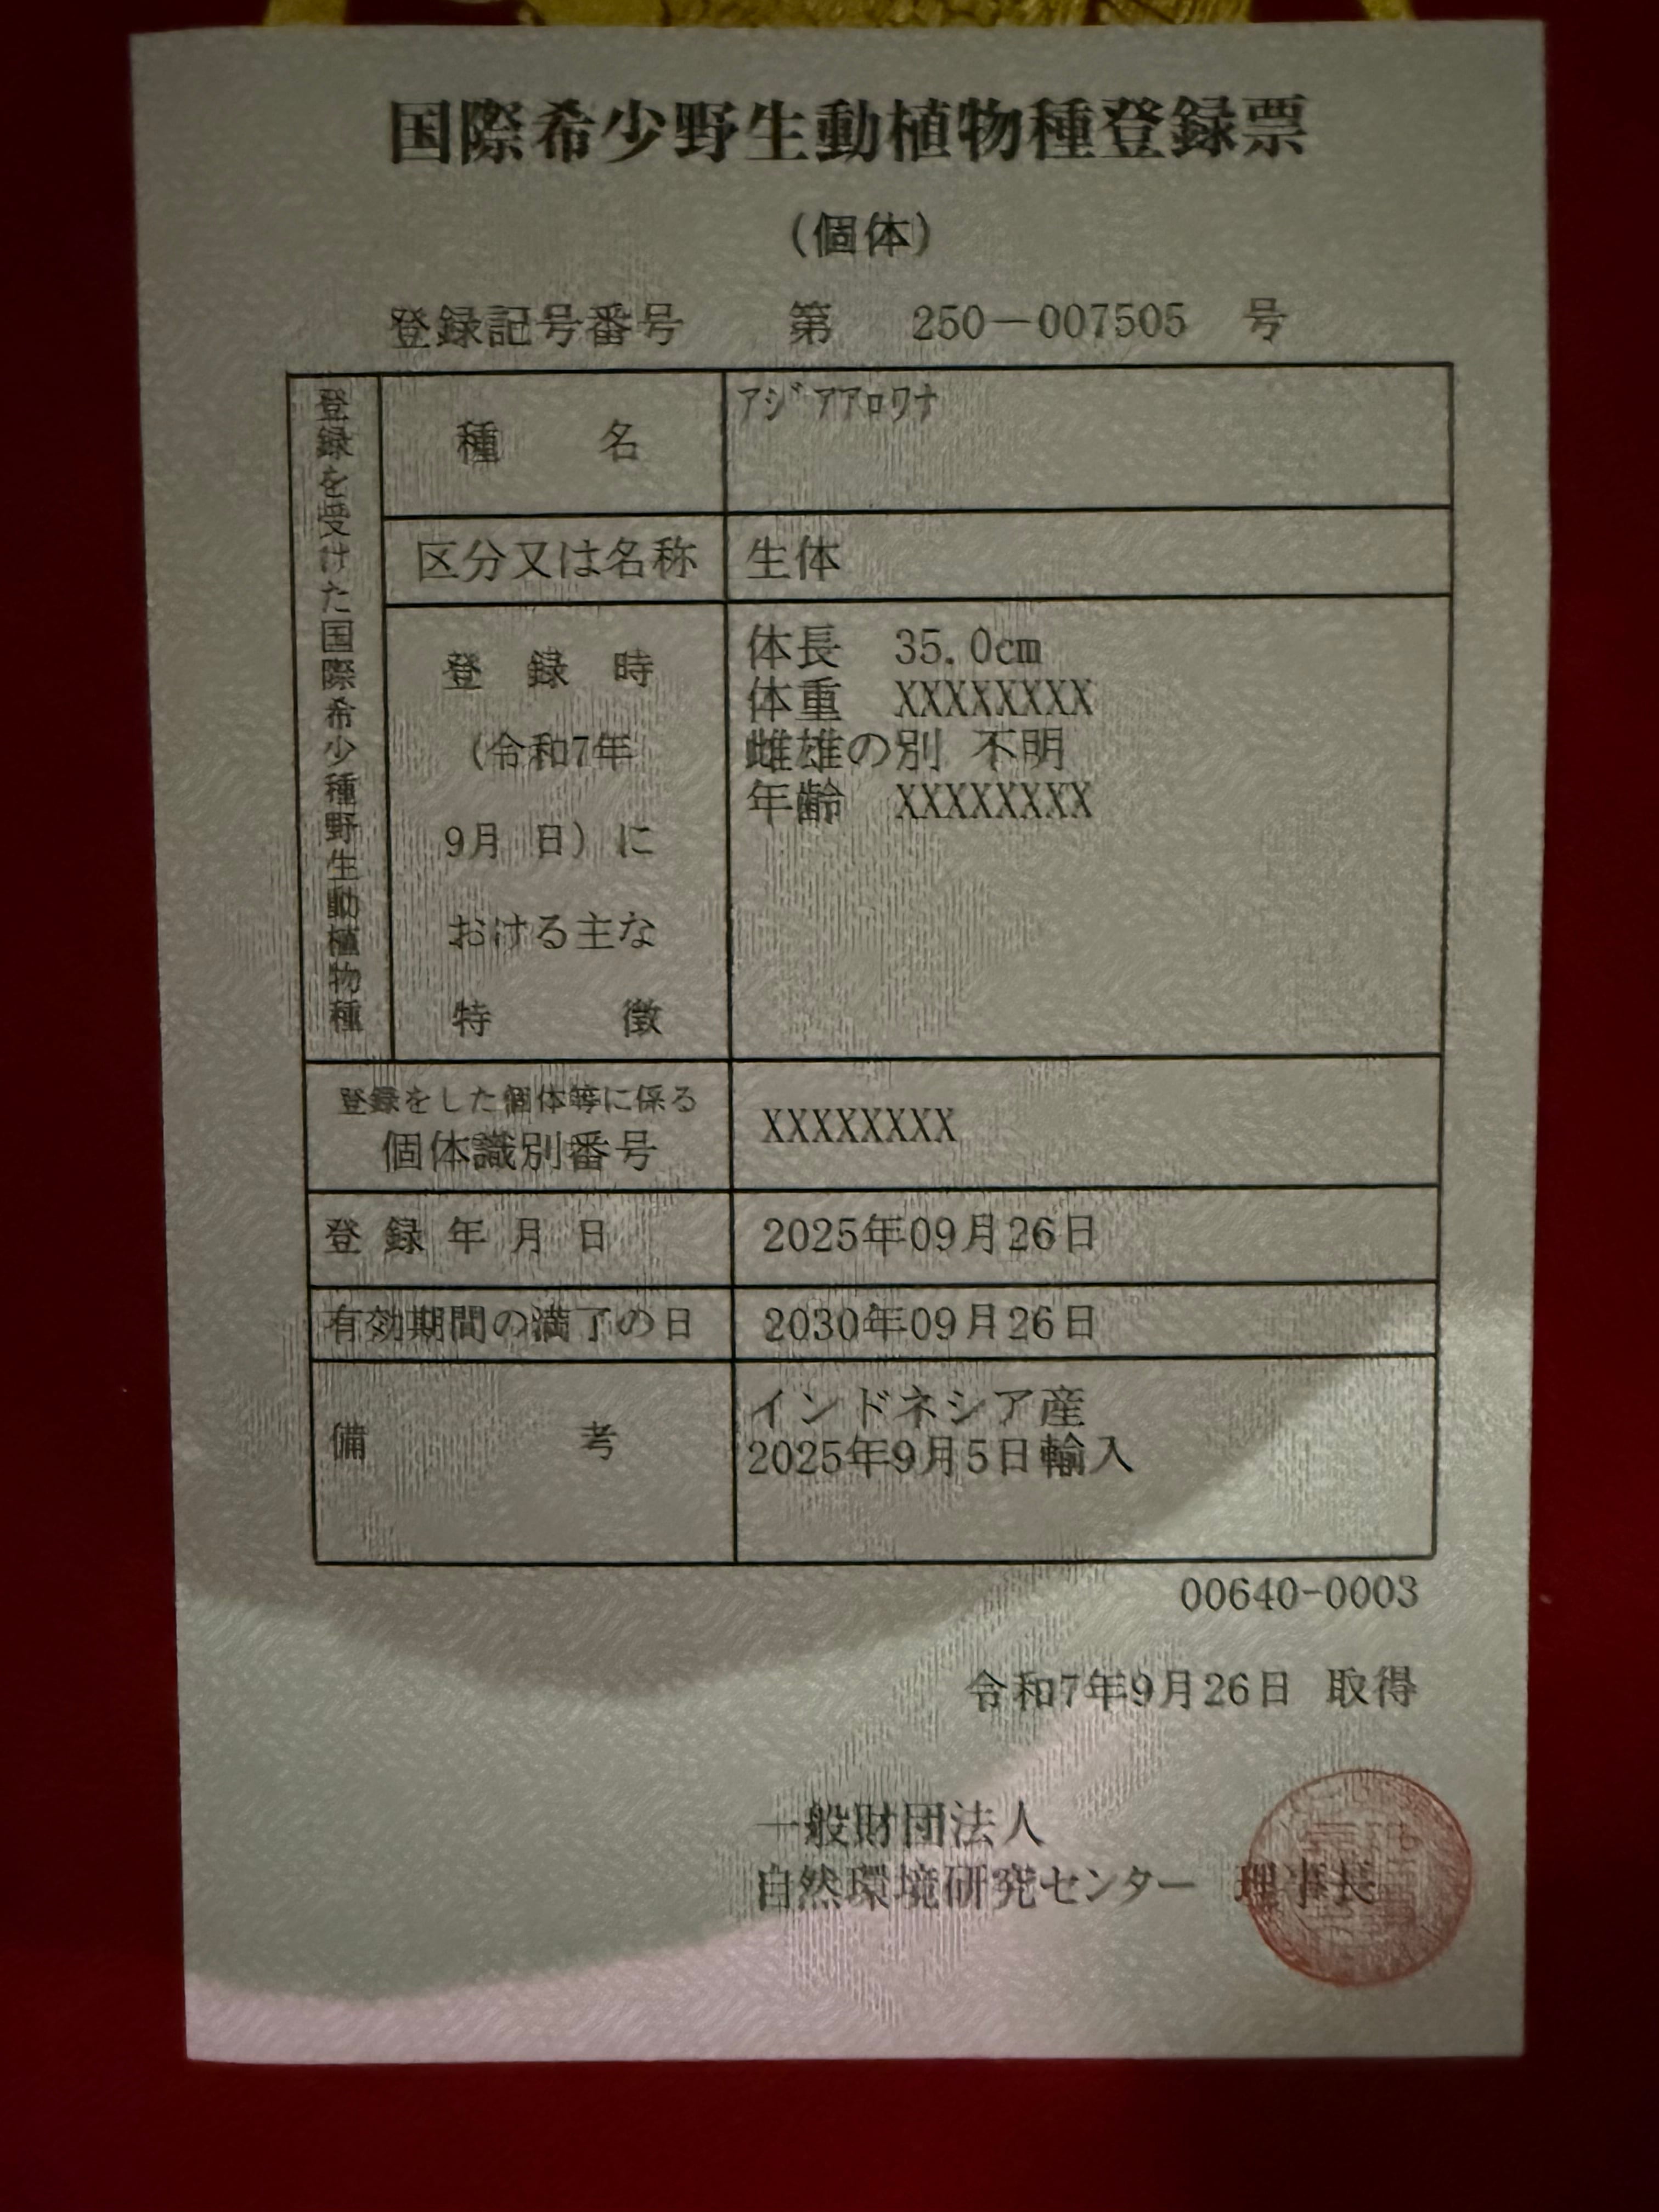 国際希少野生動植物種登録票
(個体)
登録記号番号 第 250-007505 号
登録を受けた国際希少種野生動植物種
種 名
ｱｼﾞｱｱﾛﾜﾅ
区分又は名称
生体
登 録 時
(令和7年
9月 日)に
おける主な
特 徴
体長 35.0cm
体重 XXXXXXXX
雌雄の別 不明
年齢 XXXXXXXX
登録をした個体等に係る
個体識別番号
XXXXXXXX
登録年月日
2025年09月26日
有効期間の満了の日
2030年09月26日
備 考
インドネシア産
2025年9月5日輸入
00640-0003
令和7年9月26日 取得
一般財団法人
自然環境研究センター 理事長